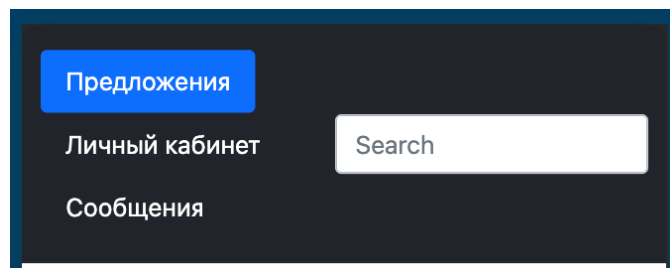 Предложения
Личный кабинет
Search
Сообщения